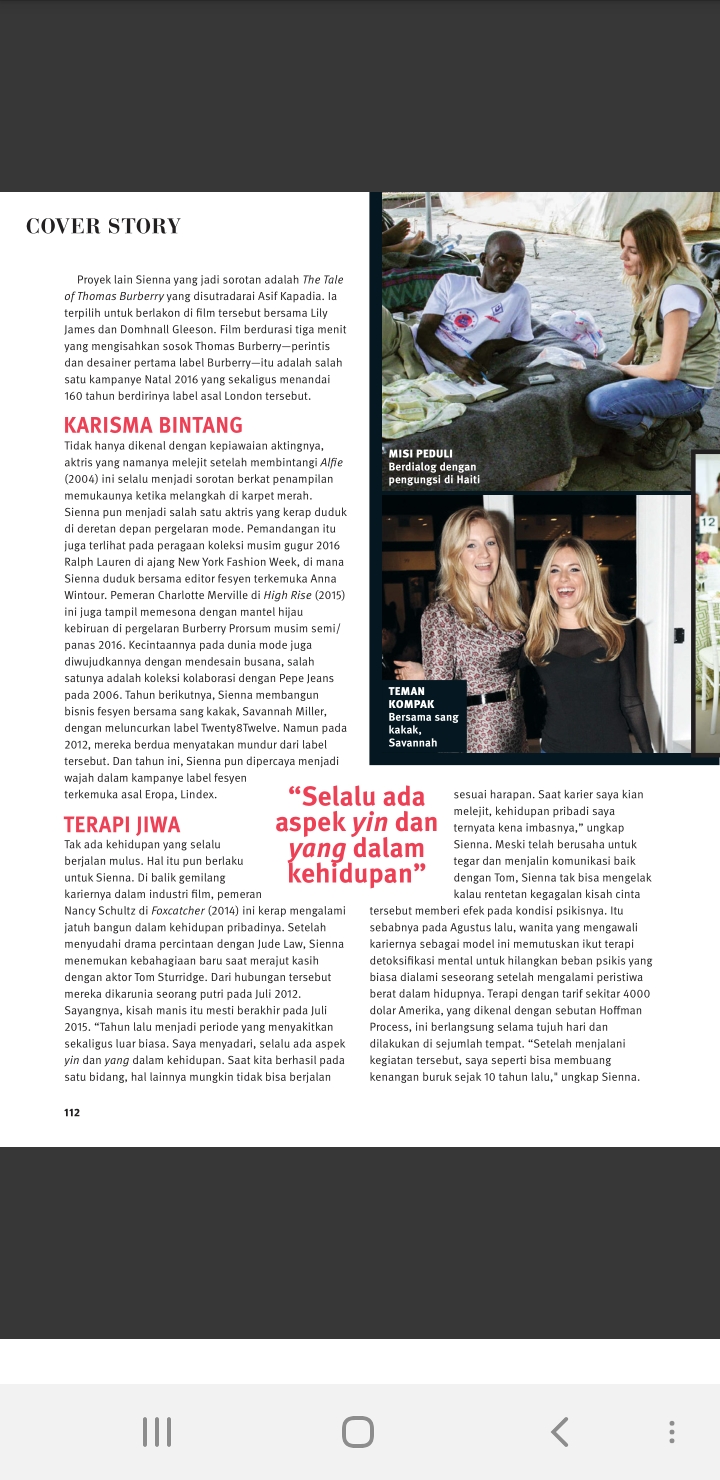 COVER STORY
Proyek lain Sienna yang jadi sorotan adalah The Tale
of Thomas Burberry yang disutradarai Asif Kapadia. Ia
terpilih untuk berlakon di film tersebut bersama Lily
James dan Domhnall Gleeson. Film berdurasi tiga menit
yang mengisahkan sosok Thomas Burberry—perintis
dan desainer pertama label Burberry—itu adalah salah
satu kampanye Natal 2016 yang sekaligus menandai
160 tahun berdirinya label asal London tersebut.
KARISMA BINTANG
Tidak hanya dikenal dengan kepiawaian aktingnya,
aktris yang namanya melejit setelah membintangi Alfie
(2004) ini selalu menjadi sorotan berkat penampilan
memukaunya ketika melangkah di karpet merah.
Sienna pun menjadi salah satu aktris yang kerap duduk
di deretan depan pergelaran mode. Pemandangan itu
juga terlihat pada peragaan koleksi musim gugur 2016
Ralph Lauren di ajang New York Fashion Week, di mana
Sienna duduk bersama editor fesyen terkemuka Anna
Wintour. Pemeran Charlotte Merville di High Rise (2015)
ini juga tampil memesona dengan mantel hijau
kebiruan di pergelaran Burberry Prorsum musim semi/
panas 2016. Kecintaannya pada dunia mode juga
diwujudkannya dengan mendesain busana, salah
satunya adalah koleksi kolaborasi dengan Pepe Jeans
pada 2006. Tahun berikutnya, Sienna membangun
bisnis fesyen bersama sang kakak, Savannah Miller,
dengan meluncurkan label Twenty8Twelve. Namun pada
2012, mereka berdua menyatakan mundur dari label
tersebut. Dan tahun ini, Sienna pun dipercaya menjadi
wajah dalam kampanye label fesyen
terkemuka asal Eropa, Lindex.
TERAPI JIWA
Tak ada kehidupan yang selalu
berjalan mulus. Hal itu pun berlaku
untuk Sienna. Di balik gemilang
kariernya dalam industri film, pemeran
Nancy Schultz di Foxcatcher (2014) ini kerap mengalami
jatuh bangun dalam kehidupan pribadinya. Setelah
menyudahi drama percintaan dengan Jude Law, Sienna
menemukan kebahagiaan baru saat merajut kasih
dengan aktor Tom Sturridge. Dari hubungan tersebut
mereka dikarunia seorang putri pada Juli 2012.
Sayangnya, kisah manis itu mesti berakhir pada Juli
2015. “Tahun lalu menjadi periode yang menyakitkan
sekaligus luar biasa. Saya menyadari, selalu ada aspek
yin dan yang dalam kehidupan. Saat kita berhasil pada
satu bidang, hal lainnya mungkin tidak bisa berjalan
MISI PEDULI
Berdialog dengan
pengungsi di Haiti
12
TEMAN
KOMPAK
Bersama sang
kakak,
Savannah
“Selalu ada
aspek yin dan
yang dalam
kehidupan”
sesuai harapan. Saat karier saya kian
melejit, kehidupan pribadi saya
ternyata kena imbasnya,” ungkap
Sienna. Meski telah berusaha untuk
tegar dan menjalin komunikasi baik
dengan Tom, Sienna tak bisa mengelak
kalau rentetan kegagalan kisah cinta
tersebut memberi efek pada kondisi psikisnya. Itu
sebabnya pada Agustus lalu, wanita yang mengawali
kariernya sebagai model ini memutuskan ikut terapi
detoksifikasi mental untuk hilangkan beban psikis yang
biasa dialami seseorang setelah mengalami peristiwa
berat dalam hidupnya. Terapi dengan tarif sekitar 4000
dolar Amerika, yang dikenal dengan sebutan Hoffman
Process, ini berlangsung selama tujuh hari dan
dilakukan di sejumlah tempat. “Setelah menjalani
kegiatan tersebut, saya seperti bisa membuang
kenangan buruk sejak 10 tahun lalu," ungkap Sienna.
112